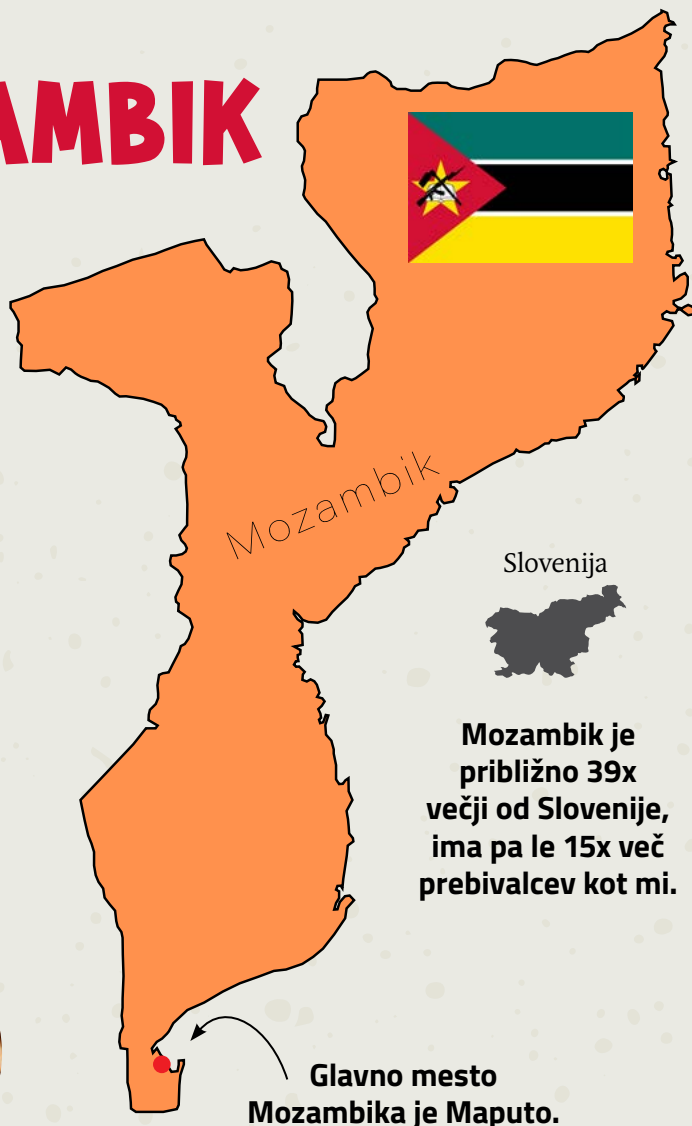 AMBIK
Mozambik
Slovenija
Mozambik je
približno 39x
večji od Slovenije,
ima pa le 15x več
prebivalcev kot mi.
Glavno mesto
Mozambika je Maputo.